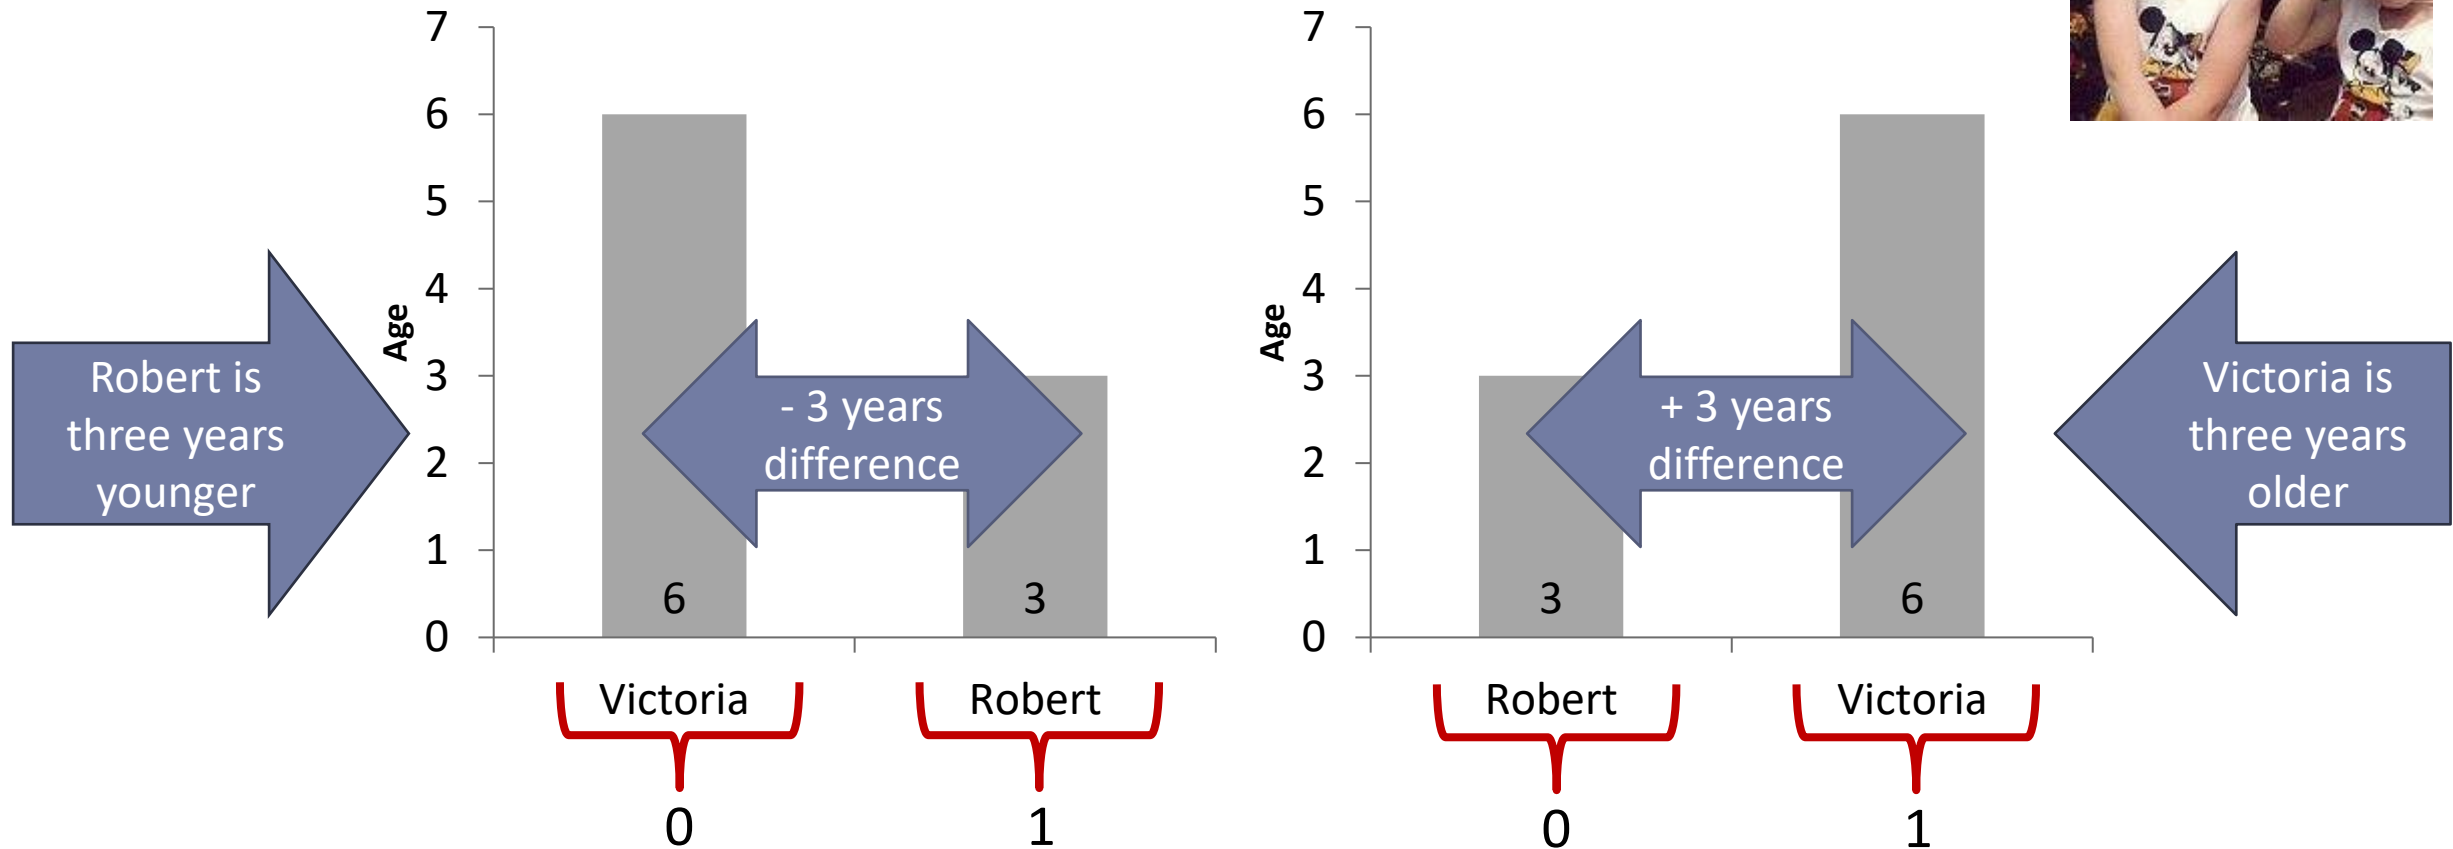 Robert is
three years
younger
Age
7
6
5
4
3
2
1
0
6
3
- 3 years
difference
Victoria
Robert
0
1
Age
7
6
5
4
3
2
1
0
3
6
+ 3 years
difference
Robert
Victoria
0
1
Victoria is
three years
older